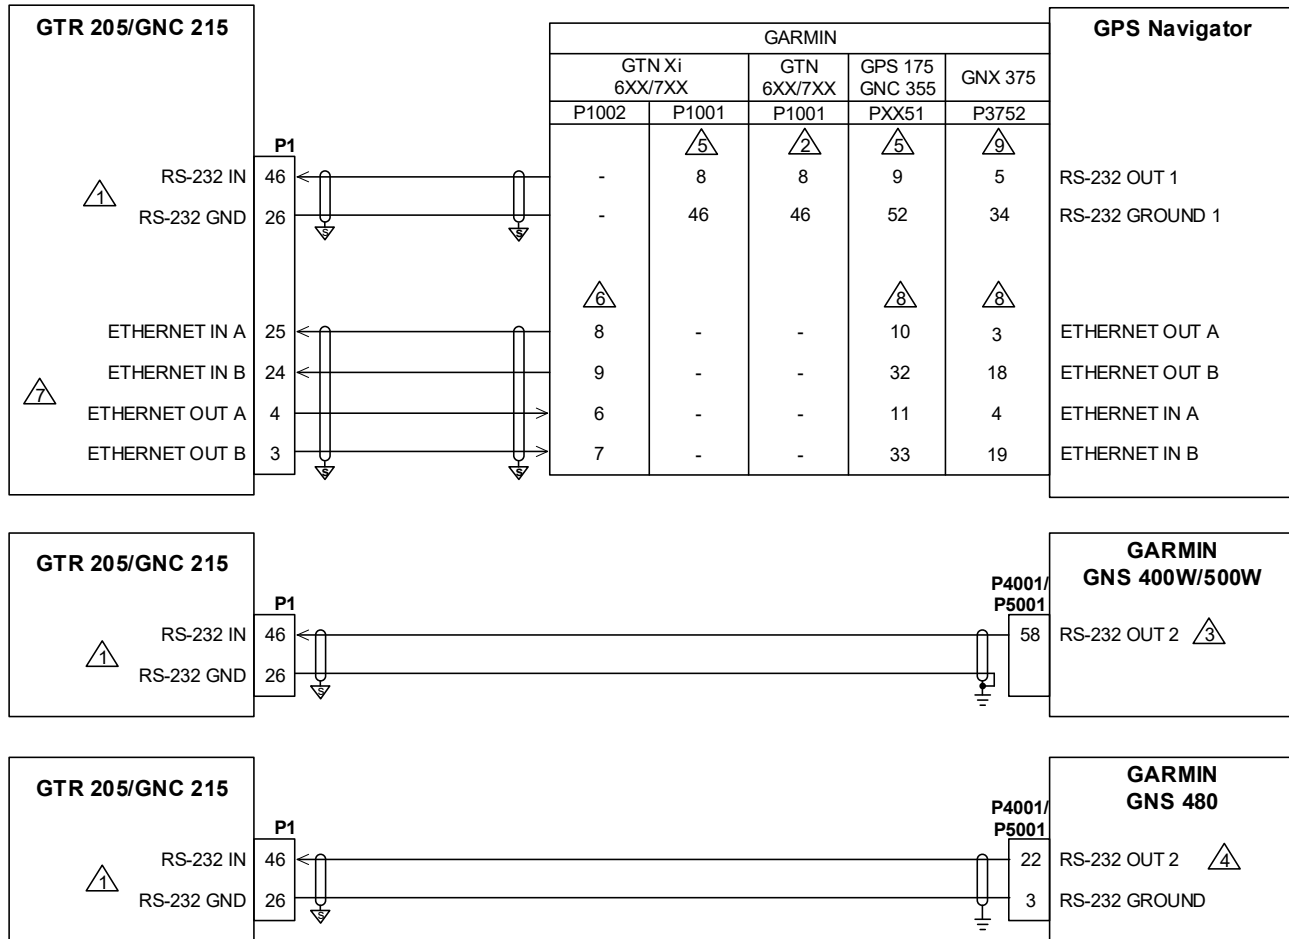 GTR 205/GNC 215
GPS Navigator
GARMIN
GTN Xi
6XX/7XX
GTN
6XX/7XX
GPS 175
GNC 355
GNX 375
P1002 P1001 P1001 PXX51 P3752
P1
5 2 5 9
1
RS-232 IN 46 - 8 8 9 5 RS-232 OUT 1
RS-232 GND 26 - 46 46 52 34 RS-232 GROUND 1
S S
6 8 8
ETHERNET IN A 25 8 - - 10 3 ETHERNET OUT A
ETHERNET IN B 24 9 - - 32 18 ETHERNET OUT B
7
ETHERNET OUT A 4 6 - - 11 4 ETHERNET IN A
ETHERNET OUT B 3 7 - - 33 19 ETHERNET IN B
S S
GTR 205/GNC 215
GARMIN
GNS 400W/500W
P1
P4001/
P5001
RS-232 IN 46 58 RS-232 OUT 2 3
1
RS-232 GND 26
S
GTR 205/GNC 215
GARMIN
GNS 480
P1
P4001/
P5001
RS-232 IN 46 22 RS-232 OUT 2 4
1
RS-232 GND 26 3 RS-232 GROUND
S